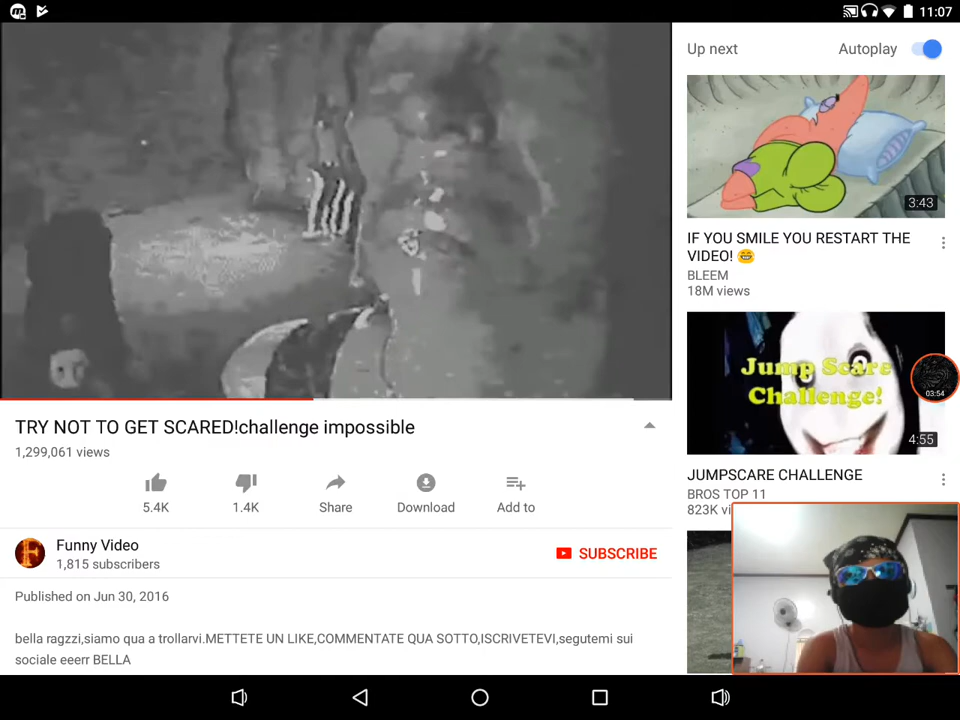 11:07
Up next
Autoplay
3:43
IF YOU SMILE YOU RESTART THE
VIDEO! 😂
BLEEM
18M views
Jump Scare
Challenge!
03:54
4:55
JUMPSCARE CHALLENGE
BROS TOP 11
823K
TRY NOT TO GET SCARED!challenge impossible
1,299,061 views
5.4K
1.4K
Share
Download
Add to
Funny Video
1,815 subscribers
SUBSCRIBE
Published on Jun 30, 2016
bella ragzzi,siamo qua a trollarvi.METTETE UN LIKE,COMMENTATE QUA SOTTO,ISCRIVETEVI,segutemi sui
sociale eeerr BELLA